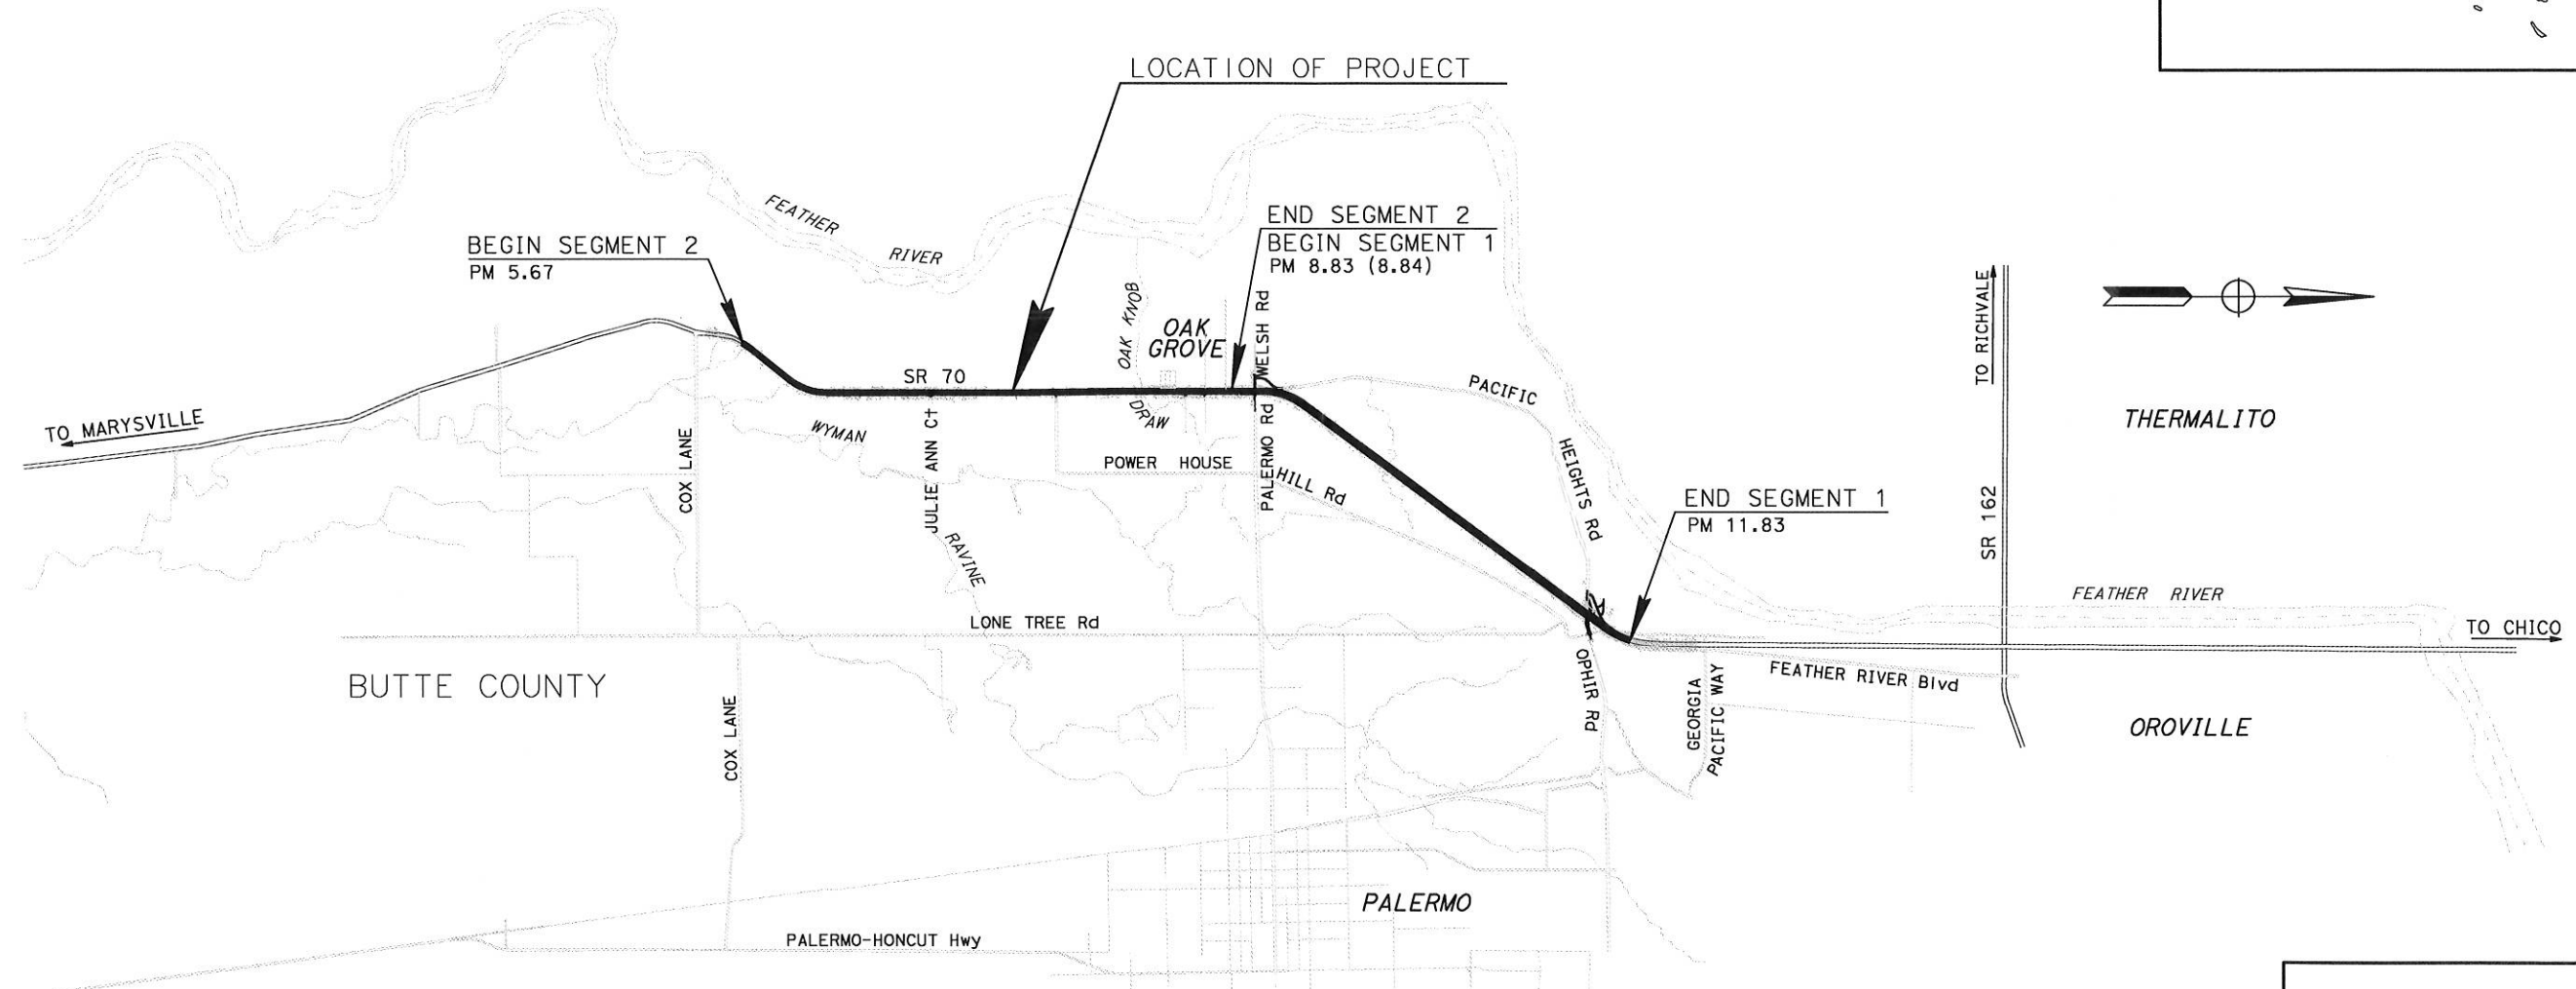 LOCATION OF PROJECT
FEATHER
RIVER
BEGIN SEGMENT 2
PM 5.67
END SEGMENT 2
BEGIN SEGMENT 1
PM 8.83 (8.84)
OAK KNOB
DRAW
OAK
GROVE
WELSH Rd
SR 70
TO MARYSVILLE
COX LANE
WYMAN
RAVINE
JULIE ANN Ct
POWER HOUSE
HILL Rd
PALERMO Rd
PACIFIC
HEIGHTS Rd
END SEGMENT 1
PM 11.83
TO RICHVALE
SR 162
THERMALITO
FEATHER RIVER
TO CHICO
LONE TREE Rd
BUTTE COUNTY
COX LANE
OPHIR Rd
GEORGIA
PACIFIC WAY
FEATHER RIVER Blvd
OROVILLE
PALERMO
PALERMO-HONCUT Hwy